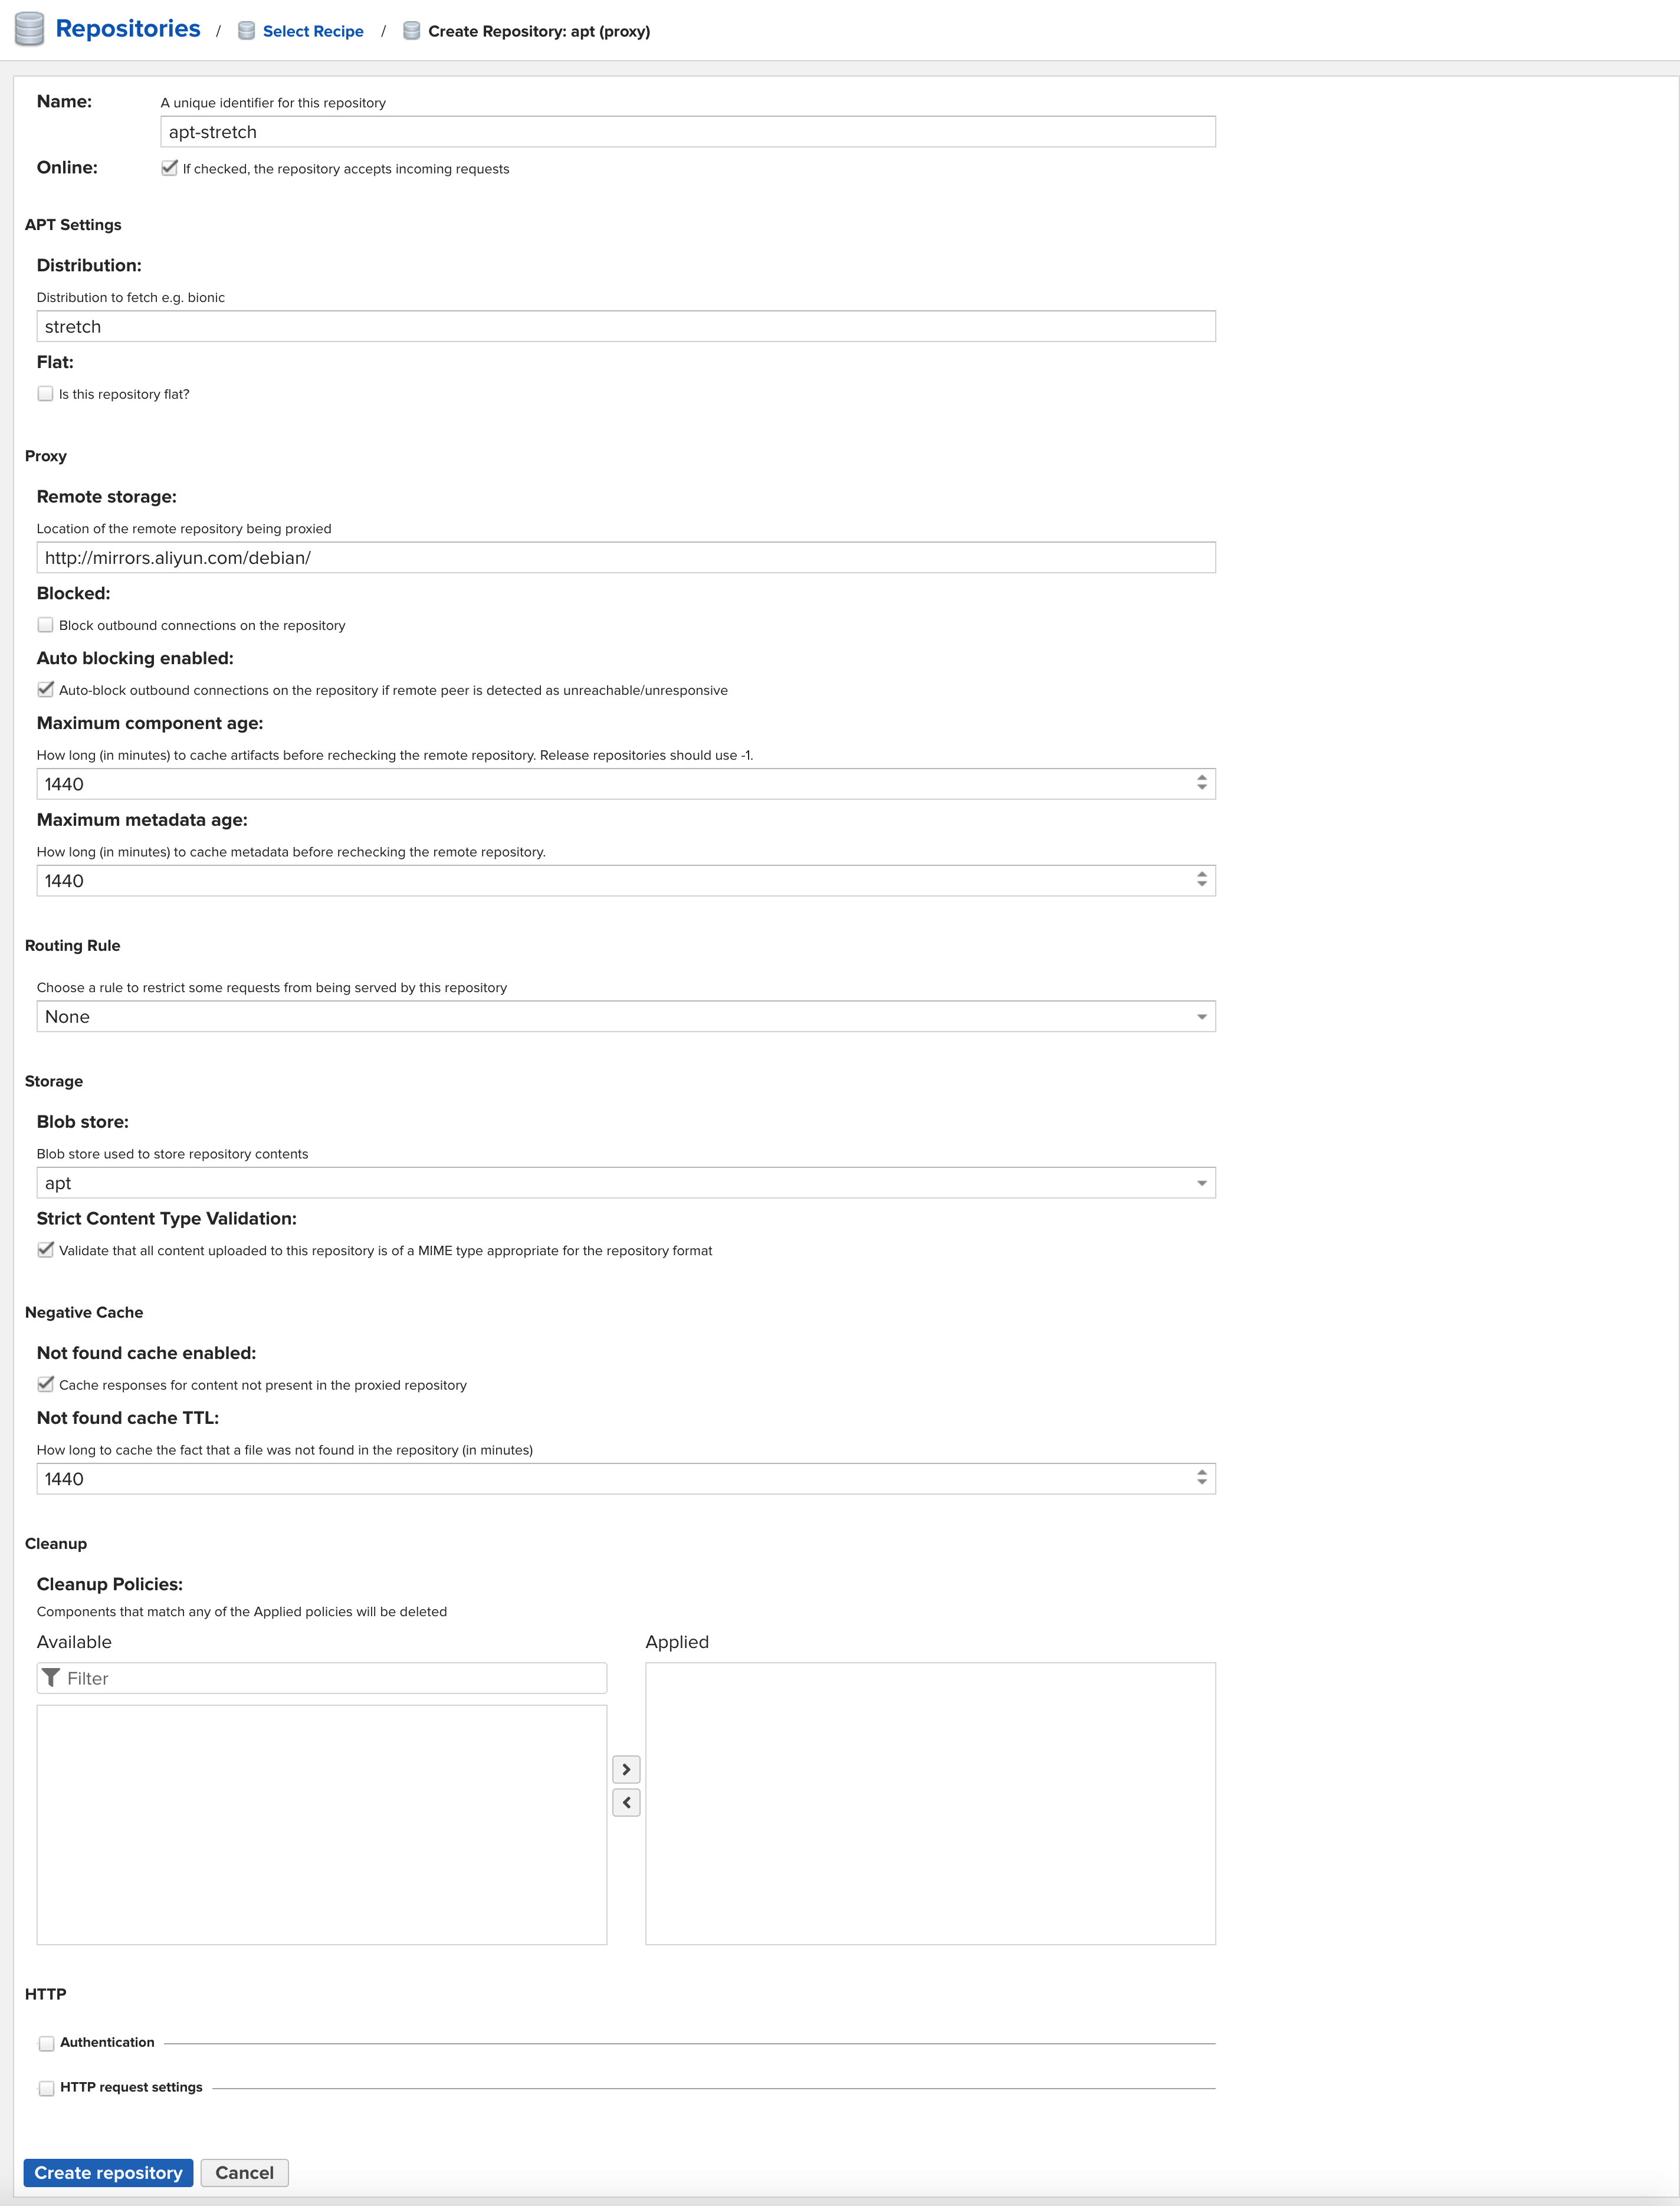 Repositories / Select Recipe / Create Repository: apt (proxy)
Name: A unique identifier for this repository
apt-stretch
Online: If checked, the repository accepts incoming requests
APT Settings
Distribution:
Distribution to fetch e.g. bionic
stretch
Flat:
Is this repository flat?
Proxy
Remote storage:
Location of the remote repository being proxied
http://mirrors.aliyun.com/debian/
Blocked:
Block outbound connections on the repository
Auto blocking enabled:
Auto-block outbound connections on the repository if remote peer is detected as unreachable/unresponsive
Maximum component age:
How long (in minutes) to cache artifacts before rechecking the remote repository. Release repositories should use -1.
1440
Maximum metadata age:
How long (in minutes) to cache metadata before rechecking the remote repository.
1440
Routing Rule
Choose a rule to restrict some requests from being served by this repository
None
Storage
Blob store:
Blob store used to store repository contents
apt
Strict Content Type Validation:
Validate that all content uploaded to this repository is of a MIME type appropriate for the repository format
Negative Cache
Not found cache enabled:
Cache responses for content not present in the proxied repository
Not found cache TTL:
How long to cache the fact that a file was not found in the repository (in minutes)
1440
Cleanup
Cleanup Policies:
Components that match any of the Applied policies will be deleted
Available Applied
Filter
HTTP
Authentication
HTTP request settings
Create repository Cancel